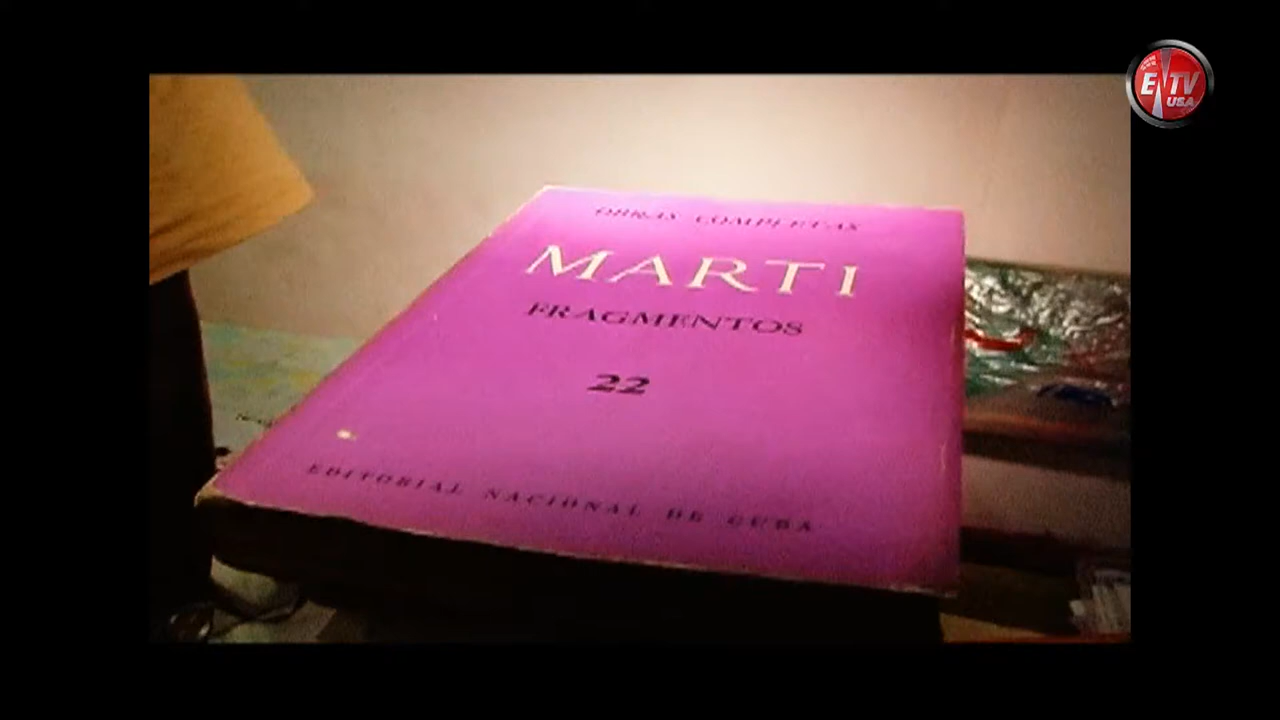 OBRAS COMPLETAS
MARTI
FRAGMENTOS
22
EDITORIAL NACIONAL DE CUBA
ENTV
USA